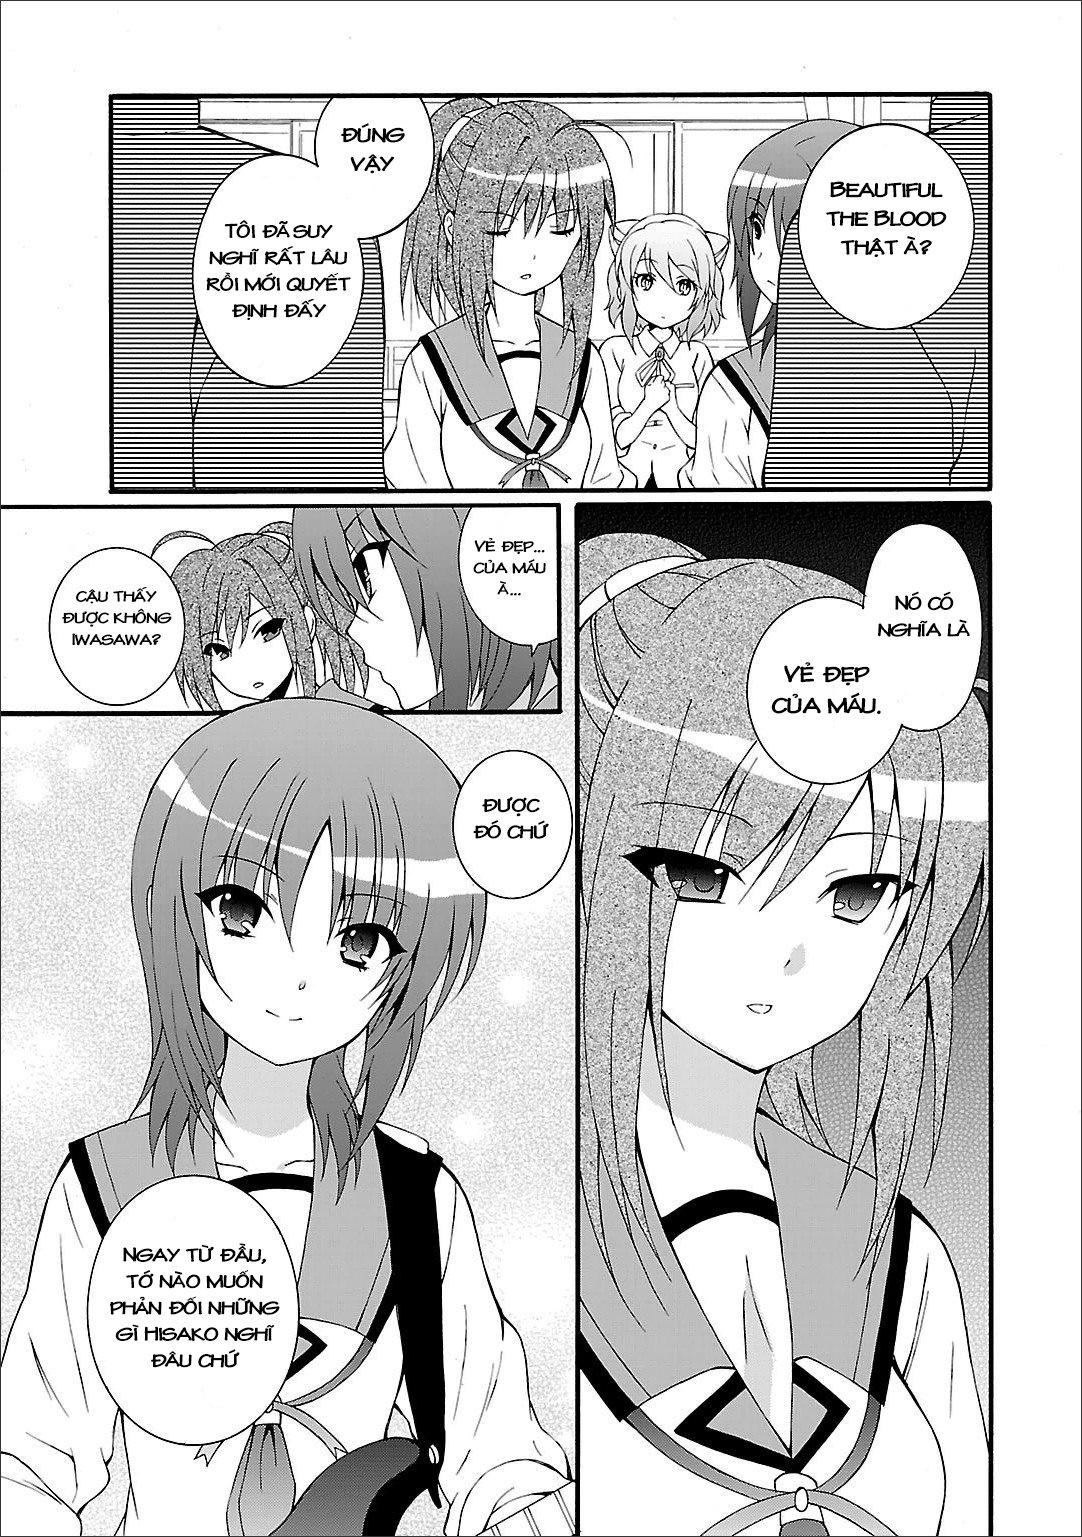 BEAUTIFUL
THE BLOOD
THẬT À?
ĐÚNG
VẬY
TÔI ĐÃ SUY
NGHĨ RẤT LÂU
RỒI MỚI QUYẾT
ĐỊNH ĐẤY
NÓ CÓ
NGHĨA LÀ
VẺ ĐẸP
CỦA MÁU.
VẺ ĐẸP...
CỦA MÁU
À...
CẬU THẤY
ĐƯỢC KHÔNG
IWASAWA?
ĐƯỢC
ĐÓ CHỨ
NGAY TỪ ĐẦU,
TỚ NÀO MUỐN
PHẢN ĐỐI NHỮNG
GÌ HISAKO NGHĨ
ĐÂU CHỨ